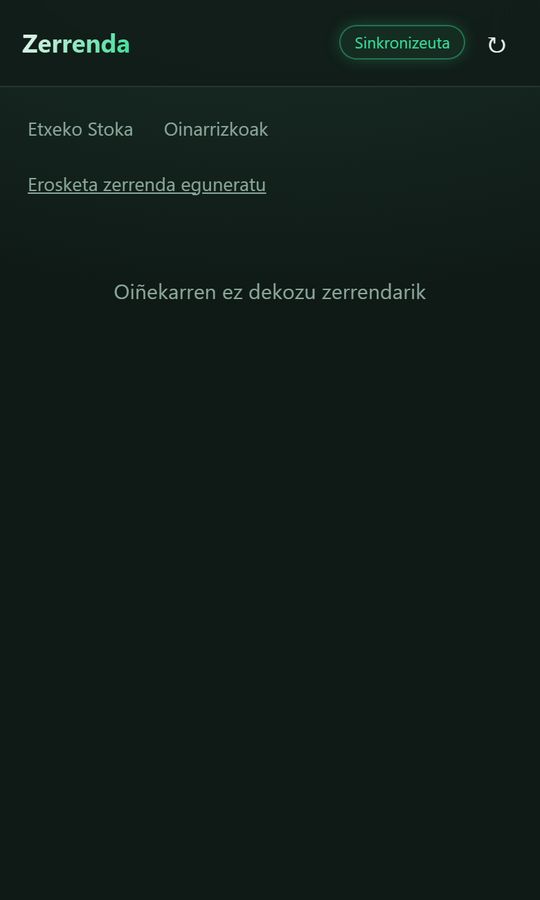 Zerrenda
Sinkronizeuta ↻
Etxeko Stoka Oinarrizkoak
Erosketa zerrenda eguneratu
Oiñekarren ez dekozu zerrendarik